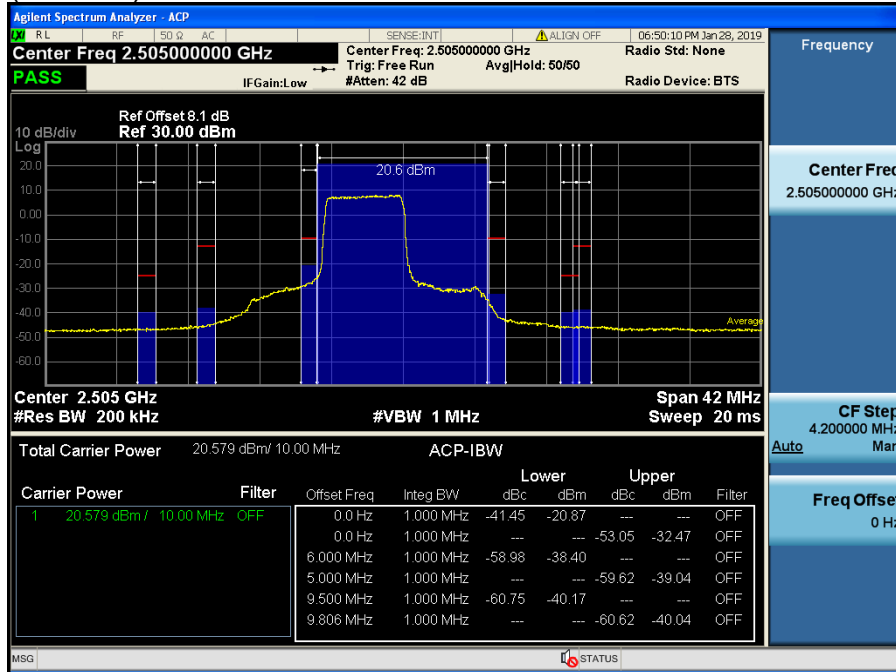 Agilent Spectrum Analyzer - ACP
LXI RL RF 50 Ω AC SENSE:INT ALIGN OFF 06:50:10 PM Jan 28, 2019
Center Freq 2.505000000 GHz
PASS
IFGain:Low
Center Freq: 2.505000000 GHz
Trig: Free Run Avg|Hold: 50/50
#Atten: 42 dB
Radio Std: None
Radio Device: BTS
Frequency
Ref Offset 8.1 dB
10 dB/div Ref 30.00 dBm
Log
20.0
10.0
0.00
-10.0
-20.0
-30.0
-40.0
-50.0
-60.0
20.6 dBm
Average
Center Freq
2.505000000 GHz
Center 2.505 GHz Span 42 MHz
#Res BW 200 kHz #VBW 1 MHz Sweep 20 ms
CF Step
4.200000 MHz
Auto Man
Total Carrier Power 20.579 dBm/ 10.00 MHz ACP-IBW
Lower Upper
Carrier Power Filter Offset Freq Integ BW dBc dBm dBc dBm Filter
1 20.579 dBm / 10.00 MHz OFF
0.0 Hz 1.000 MHz -41.45 -20.87 --- --- OFF
0.0 Hz 1.000 MHz --- --- -53.05 -32.47 OFF
6.000 MHz 1.000 MHz -58.98 -38.40 --- --- OFF
5.000 MHz 1.000 MHz --- --- -59.62 -39.04 OFF
9.500 MHz 1.000 MHz -60.75 -40.17 --- --- OFF
9.806 MHz 1.000 MHz --- --- -60.62 -40.04 OFF
Freq Offset
0 Hz
MSG STATUS